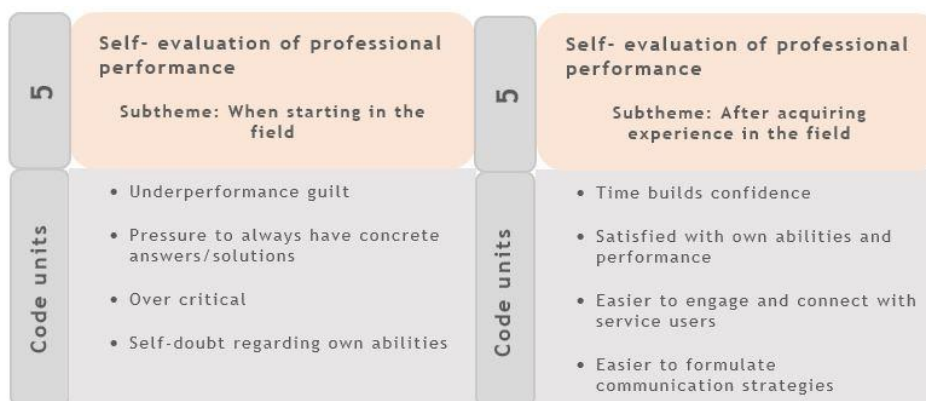 5
Self- evaluation of professional
performance
Subtheme: When starting in the
field
Code units
• Underperformance guilt
• Pressure to always have concrete
answers/solutions
• Over critical
• Self-doubt regarding own abilities
5
Self- evaluation of professional
performance
Subtheme: After acquiring
experience in the field
Code units
• Time builds confidence
• Satisfied with own abilities and
performance
• Easier to engage and connect with
service users
• Easier to formulate
communication strategies